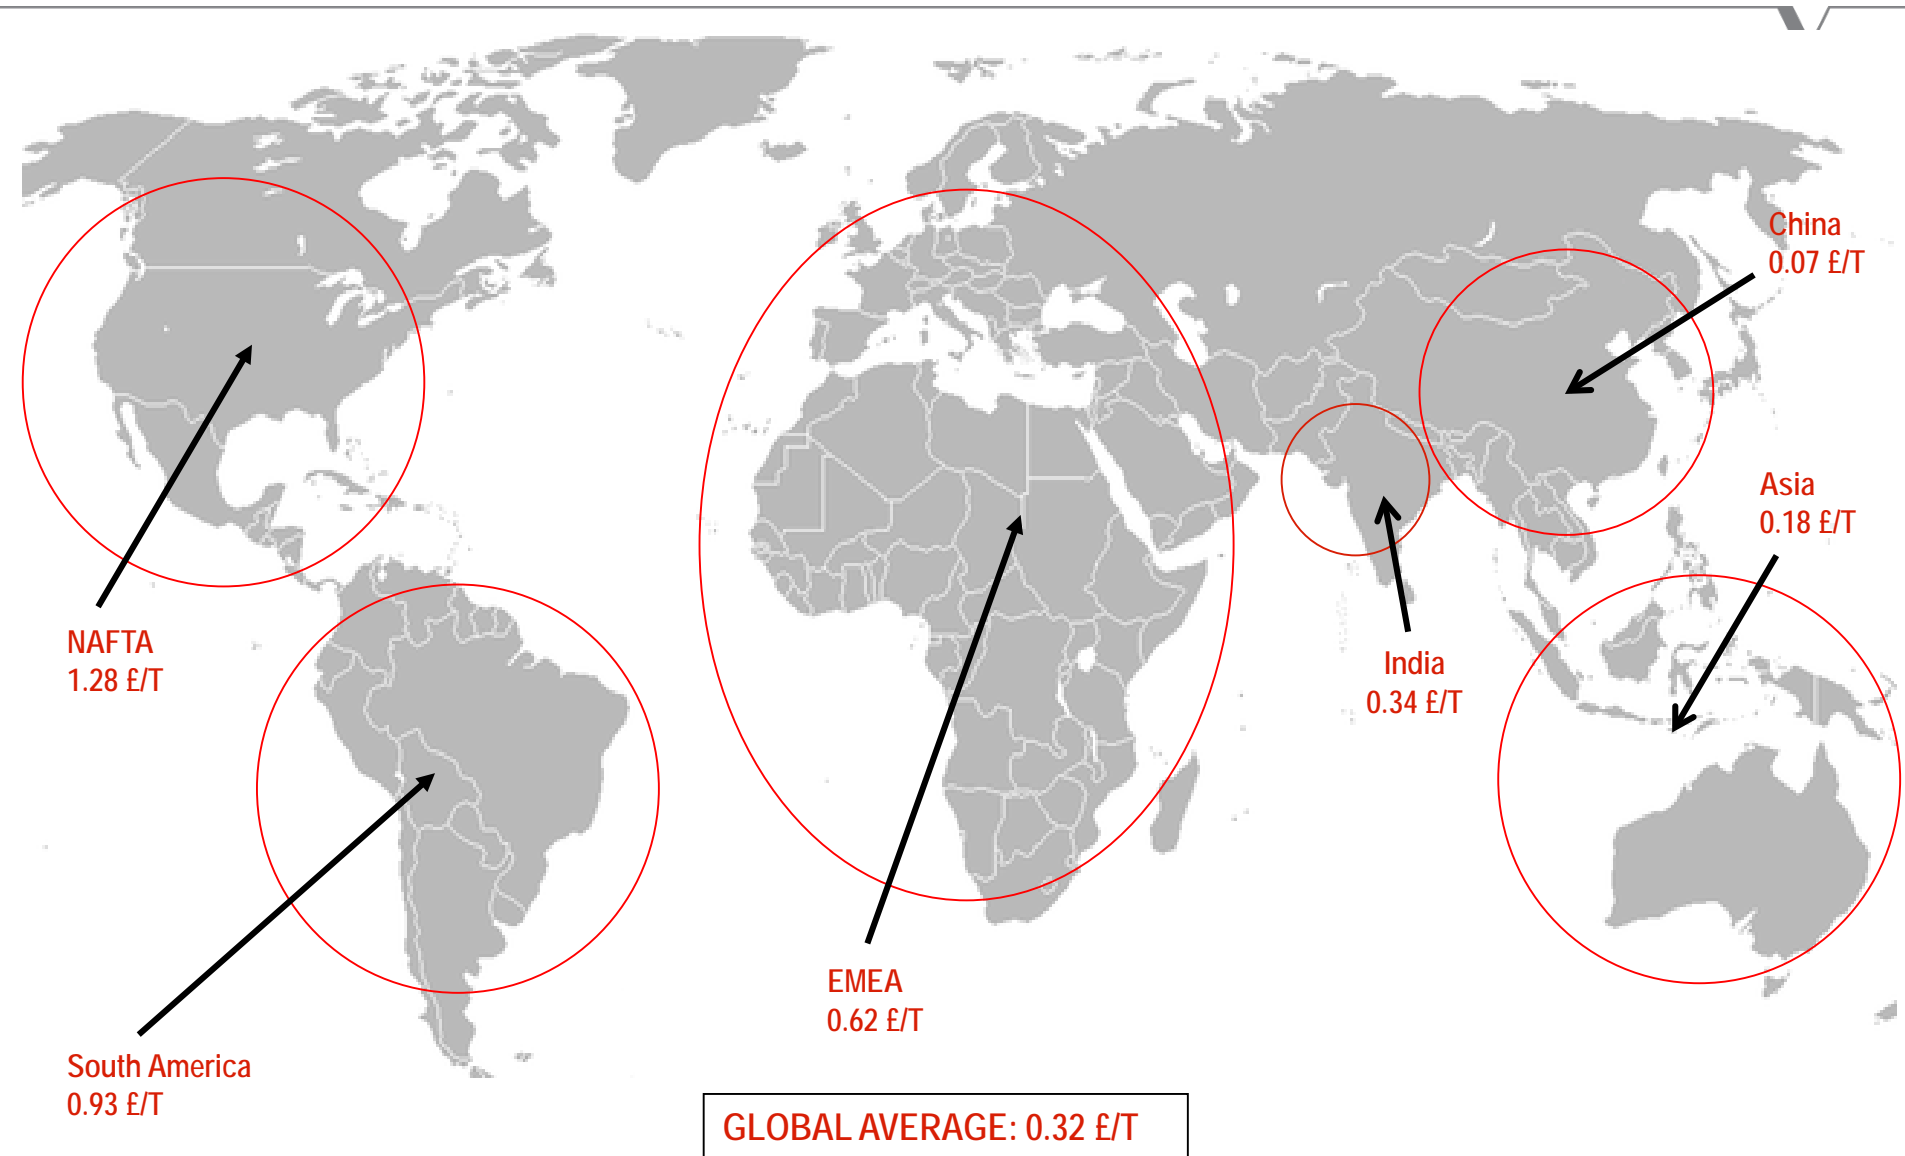 China
0.07 £/T
Asia
0.18 £/T
NAFTA
1.28 £/T
India
0.34 £/T
EMEA
0.62 £/T
South America
0.93 £/T
GLOBAL AVERAGE: 0.32 £/T